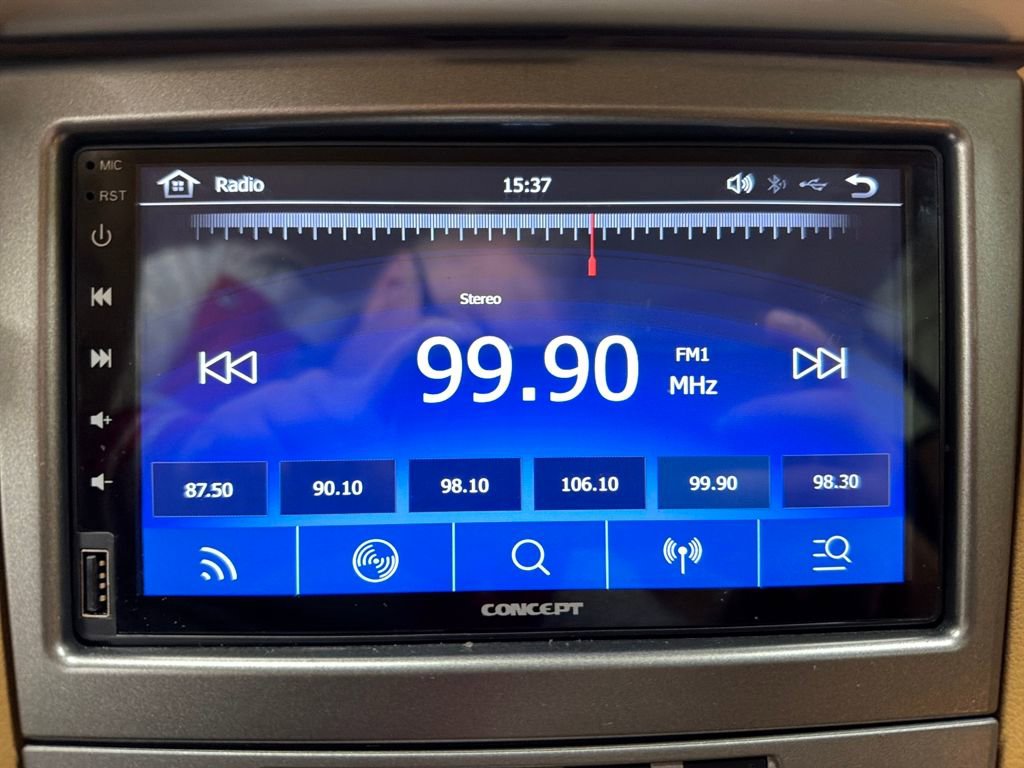 MIC
RST
Radio
15:37
Stereo
99.90
FM1
MHz
87.50
90.10
98.10
106.10
99.90
98.30
CONCEPT